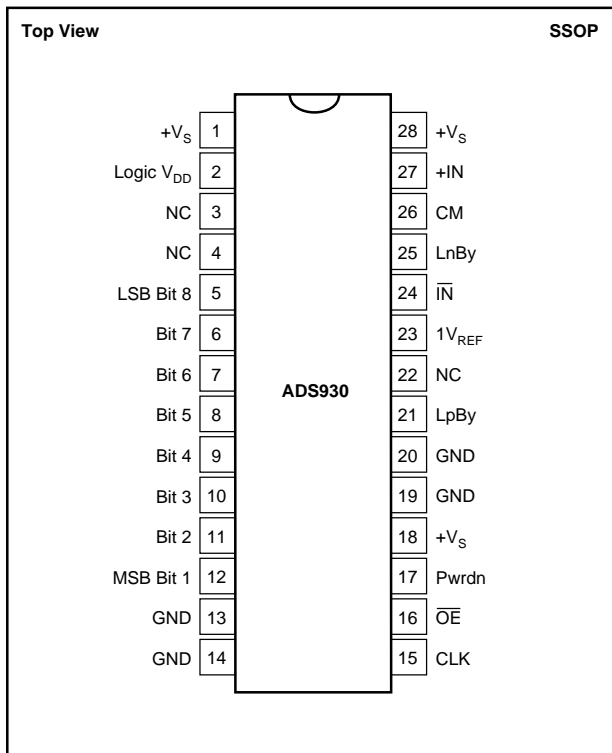 Top View SSOP
+VS 1 28 +VS
Logic VDD 2 27 +IN
NC 3 26 CM
NC 4 25 LnBy
LSB Bit 8 5 24 I̅N̅
Bit 7 6 23 1VREF
Bit 6 7 22 NC
ADS930
Bit 5 8 21 LpBy
Bit 4 9 20 GND
Bit 3 10 19 GND
Bit 2 11 18 +VS
MSB Bit 1 12 17 Pwrdn
GND 13 16 O̅E̅
GND 14 15 CLK